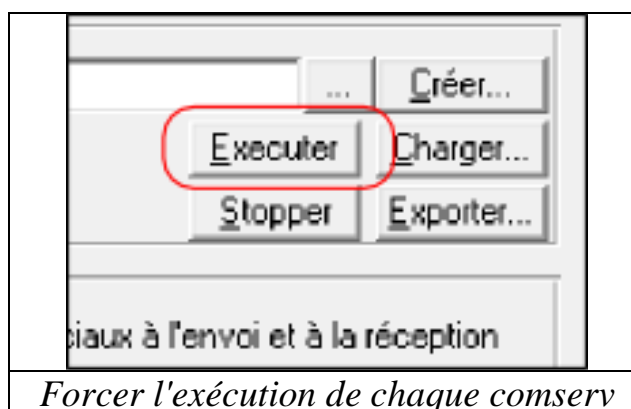 ... Créer...
Executer Charger...
Stopper Exporter...
ciaux à l'envoi et à la réception
Forcer l'exécution de chaque comserv